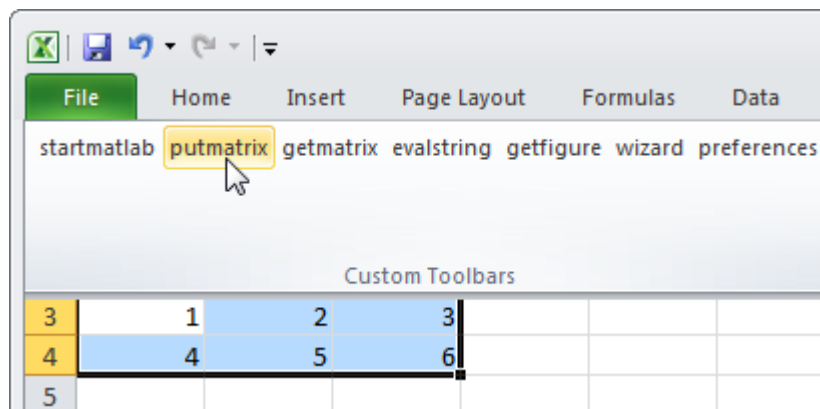 File Home Insert Page Layout Formulas Data
startmatlab putmatrix getmatrix evalstring getfigure wizard preferences
Custom Toolbars
3 1 2 3
4 4 5 6
5